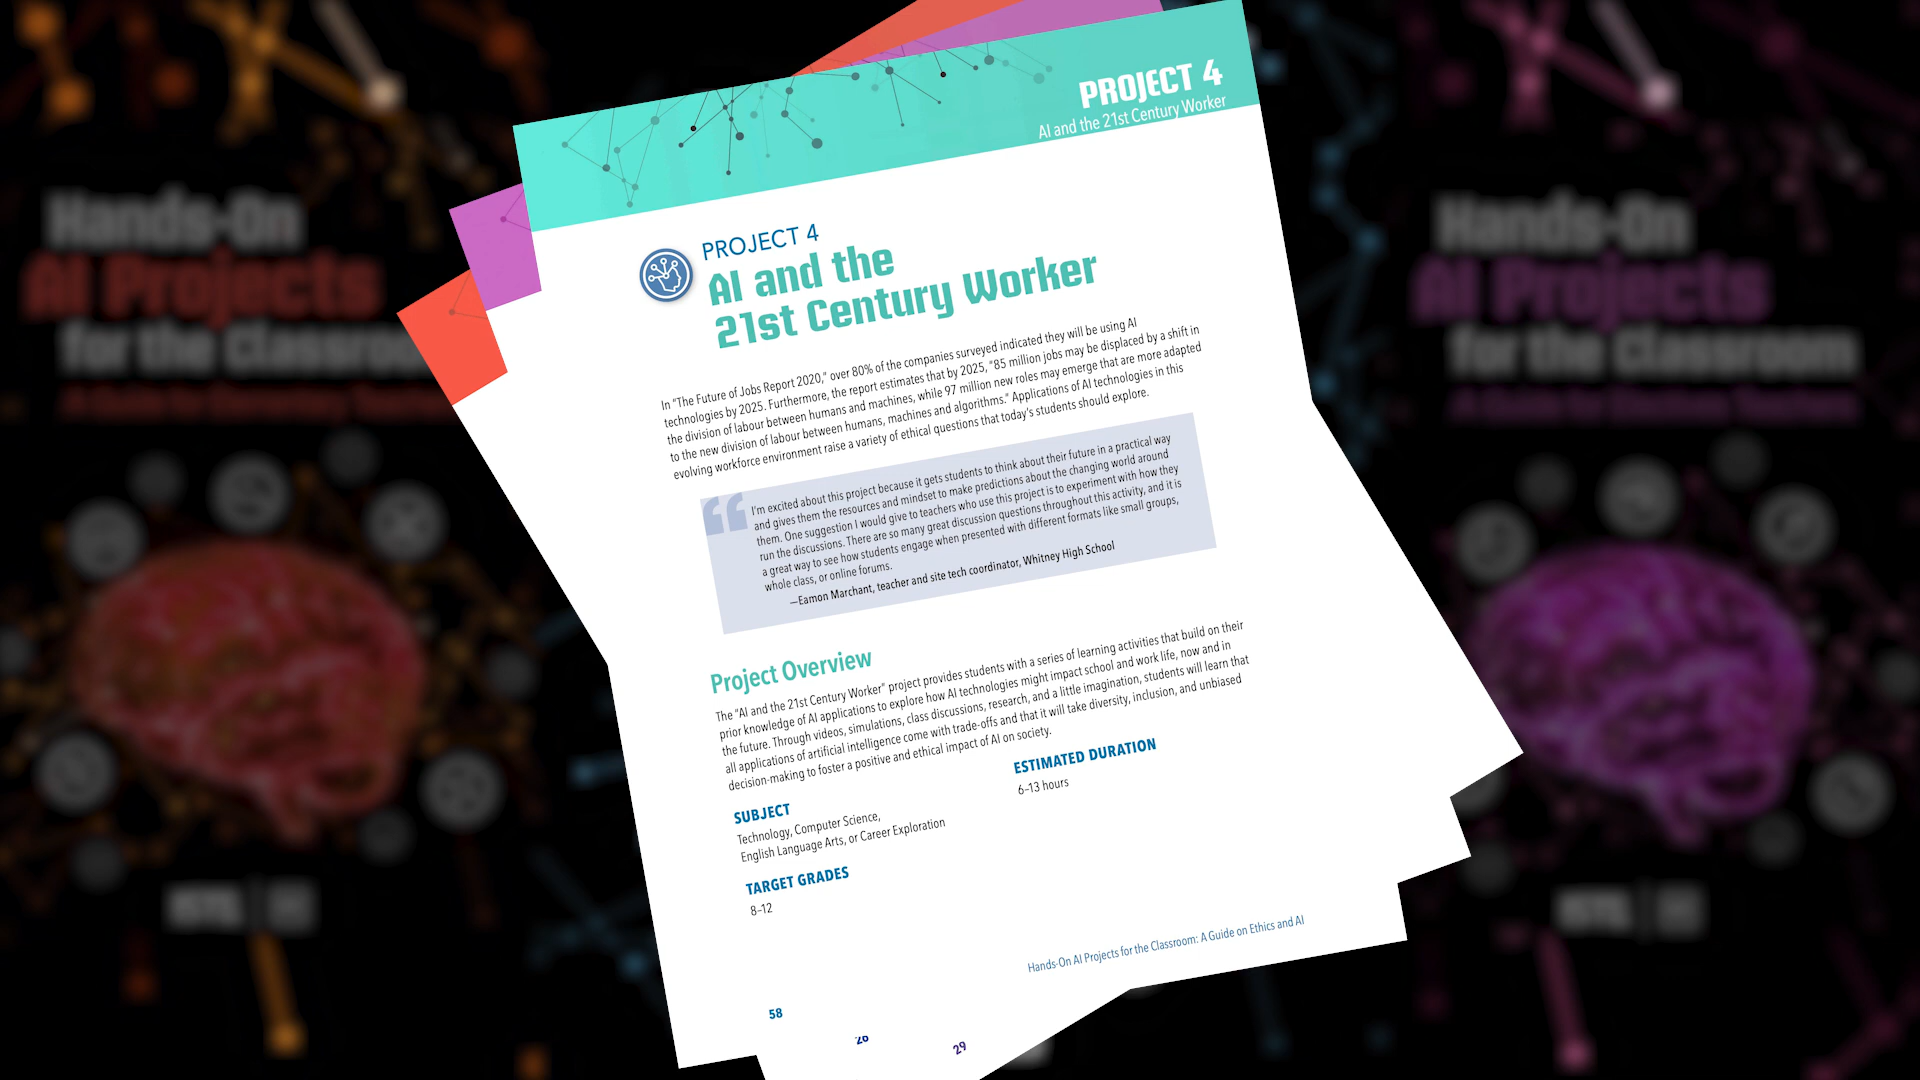 PROJECT 4
AI and the 21st Century Worker
PROJECT 4
AI and the
21st Century Worker
In “The Future of Jobs Report 2020,” over 80% of the companies surveyed indicated they will be using AI
technologies by 2025. Furthermore, the report estimates that by 2025, “85 million jobs may be displaced by a shift in
the division of labour between humans and machines, while 97 million new roles may emerge that are more adapted
to the new division of labour between humans, machines and algorithms.” Applications of AI technologies in this
evolving workforce environment raise a variety of ethical questions that today's students should explore.
I'm excited about this project because it gets students to think about their future in a practical way
and gives them the resources and mindset to make predictions about the changing world around
them. One suggestion I would give to teachers who use this project is to experiment with how they
run the discussions. There are so many great discussion questions throughout this activity, and it is
a great way to see how students engage when presented with different formats like small groups,
whole class, or online forums.
—Eamon Marchant, teacher and site tech coordinator, Whitney High School
Project Overview
The “AI and the 21st Century Worker” project provides students with a series of learning activities that build on their
prior knowledge of AI applications to explore how AI technologies might impact school and work life, now and in
the future. Through videos, simulations, class discussions, research, and a little imagination, students will learn that
all applications of artificial intelligence come with trade-offs and that it will take diversity, inclusion, and unbiased
decision-making to foster a positive and ethical impact of AI on society.
SUBJECT
Technology, Computer Science,
English Language Arts, or Career Exploration
TARGET GRADES
8–12
ESTIMATED DURATION
6–13 hours
Hands-On AI Projects for the Classroom: A Guide on Ethics and AI
58
26
29
Hands-On
AI Projects
for the Classroom
Hands-On
AI Projects
for the Classroom